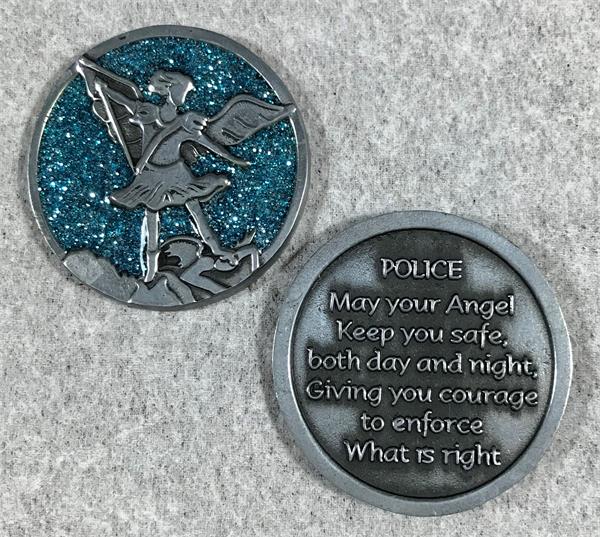 POLICE
May your Angel
Keep you safe,
both day and night,
Giving you courage
to enforce
What is right